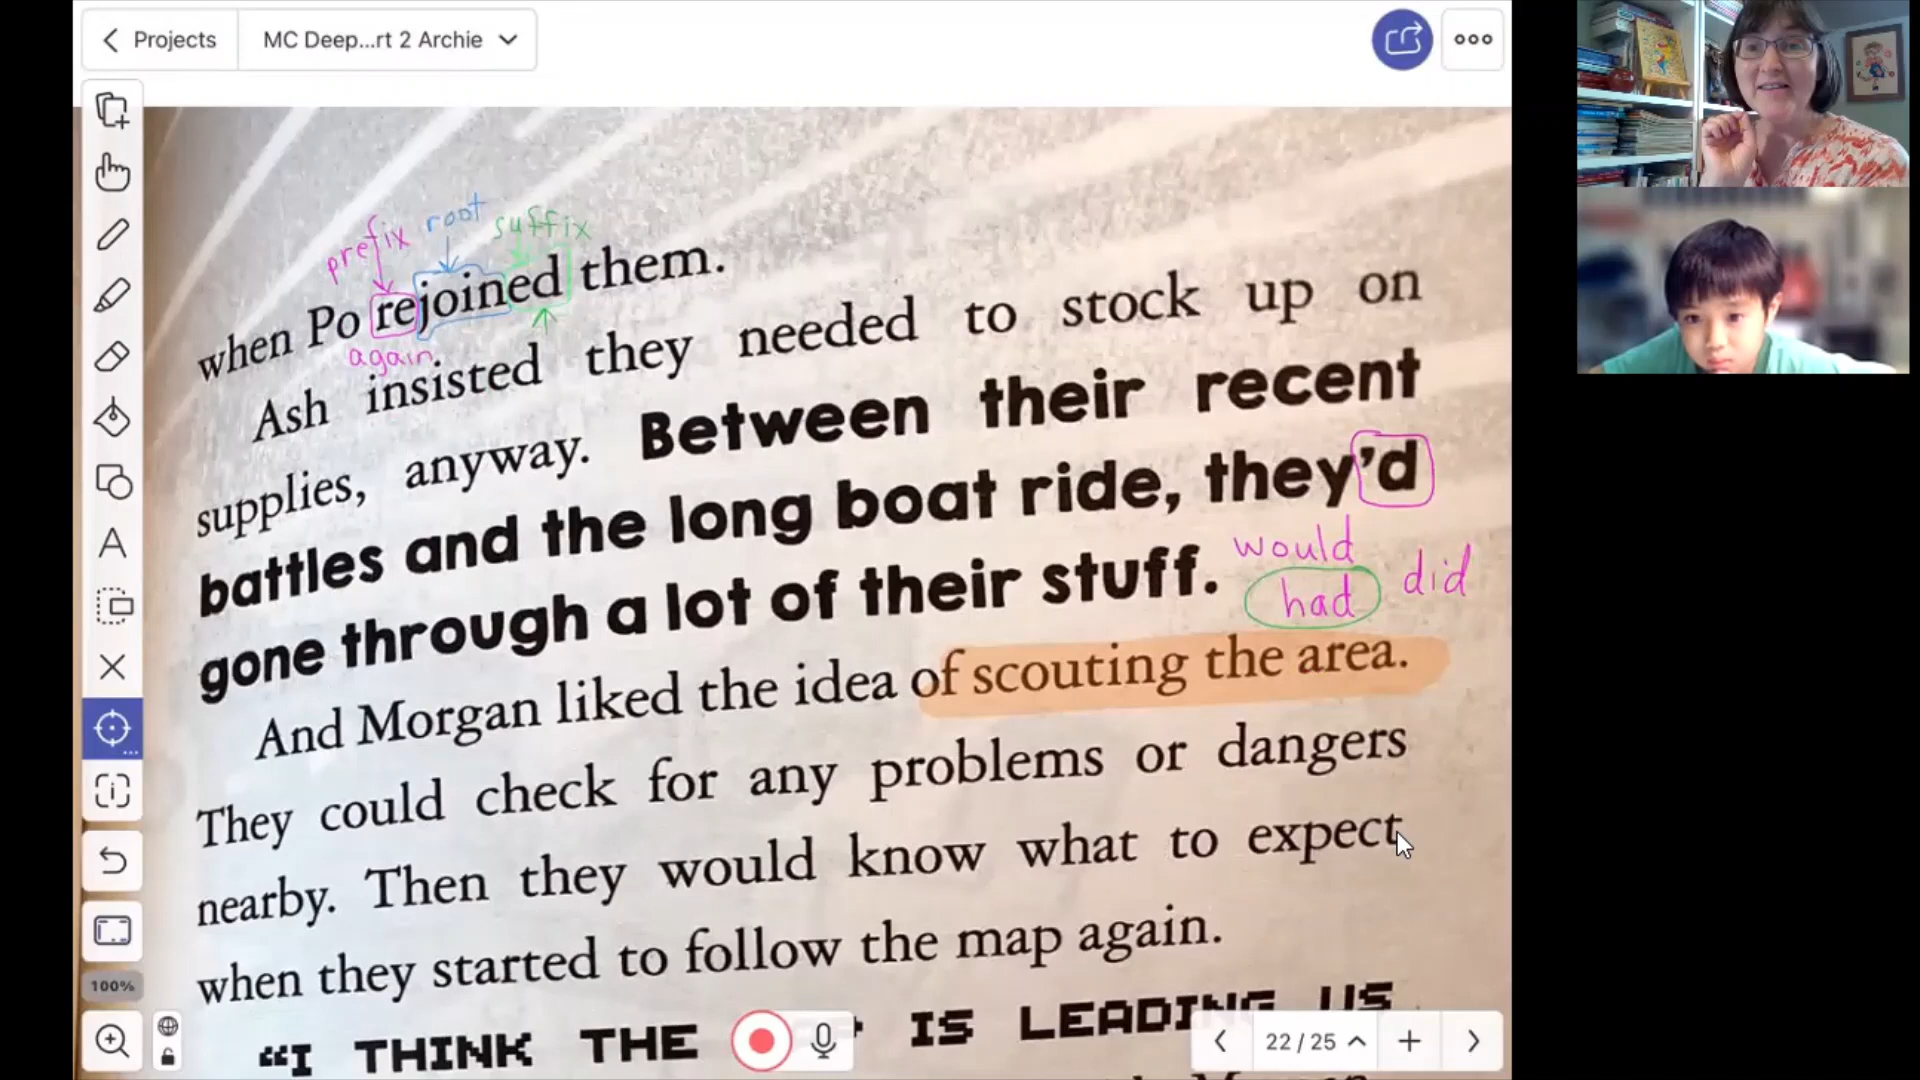 Projects
MC Deep...rt 2 Archie
prefix root suffix
when Po rejoined them.
again
Ash insisted they needed to stock up on
supplies, anyway. Between their recent
battles and the long boat ride, they'd
would
gone through a lot of their stuff.
had did
And Morgan liked the idea of scouting the area.
They could check for any problems or dangers
nearby. Then they would know what to expect
when they started to follow the map again.
"I THINK THE IS LEADING US
100%
22 / 25